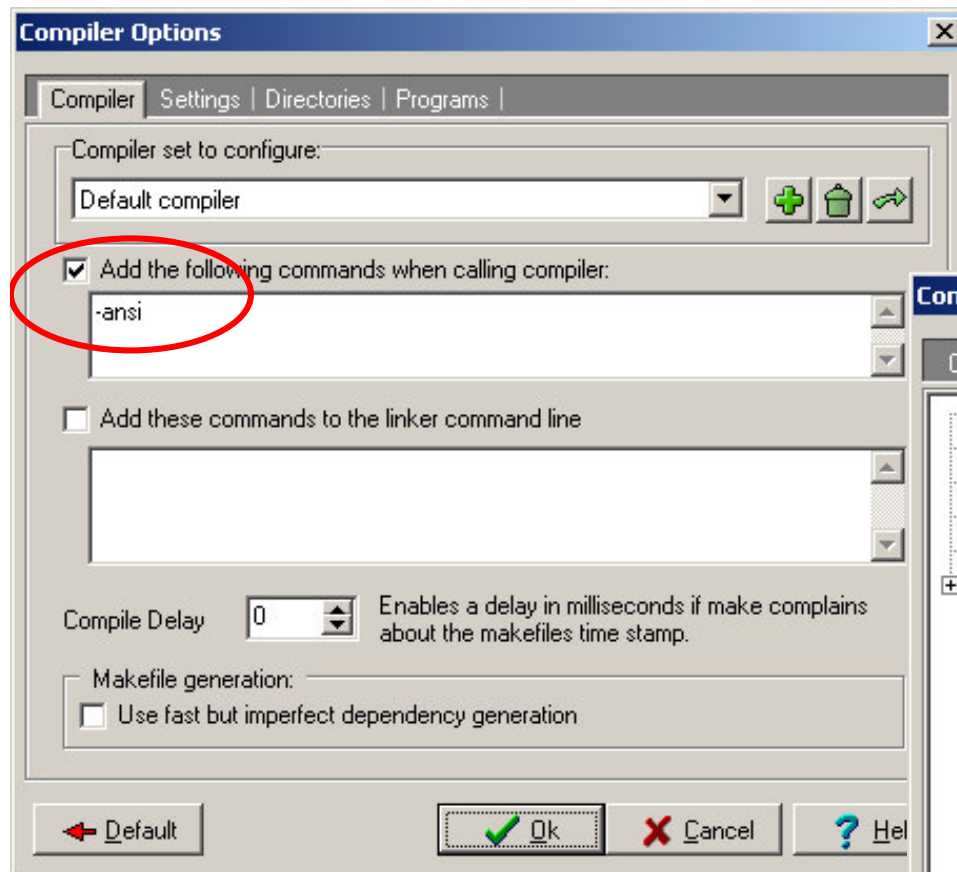 Compiler Options
Compiler Settings | Directories | Programs |
Compiler set to configure:
Default compiler
Add the following commands when calling compiler:
-ansi
Add these commands to the linker command line
Compile Delay 0 Enables a delay in milliseconds if make complains
about the makefiles time stamp.
Makefile generation:
Use fast but imperfect dependency generation
Default Ok Cancel Hel
Con